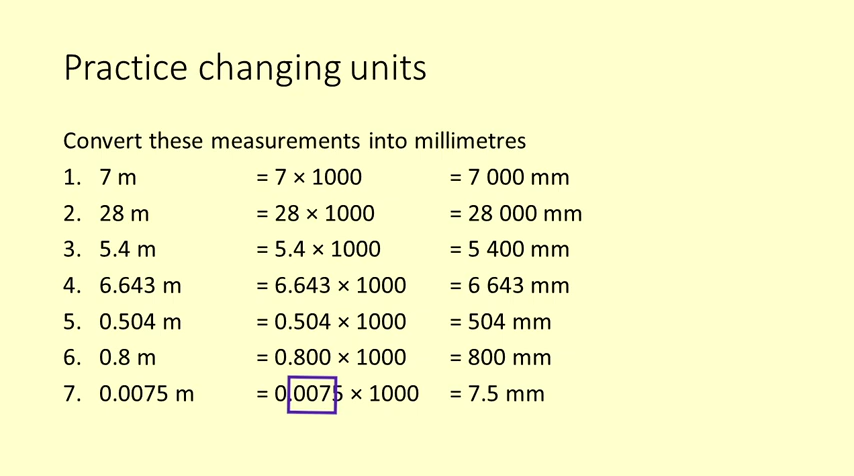 Practice changing units
Convert these measurements into millimetres
1. 7 m = 7 × 1000 = 7 000 mm
2. 28 m = 28 × 1000 = 28 000 mm
3. 5.4 m = 5.4 × 1000 = 5 400 mm
4. 6.643 m = 6.643 × 1000 = 6 643 mm
5. 0.504 m = 0.504 × 1000 = 504 mm
6. 0.8 m = 0.800 × 1000 = 800 mm
7. 0.0075 m = 0.0075 × 1000 = 7.5 mm